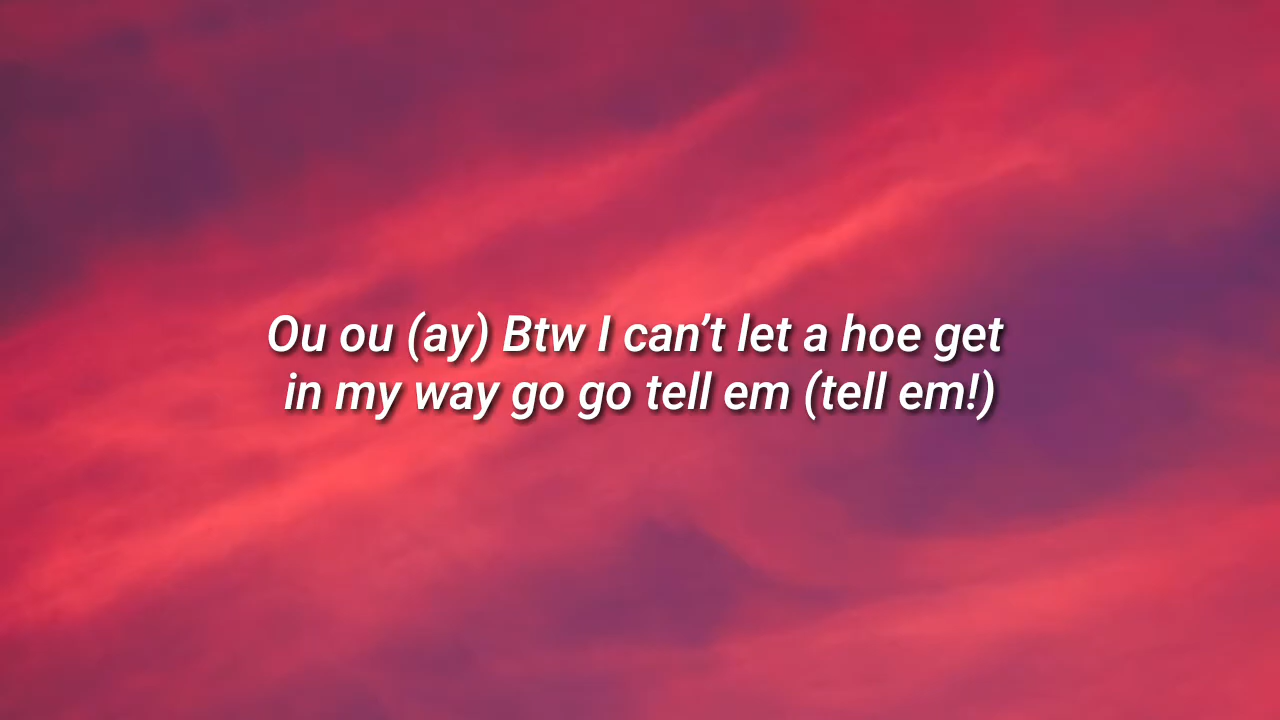 Ou ou (ay) Btw I can’t let a hoe get
in my way go go tell em (tell em!)